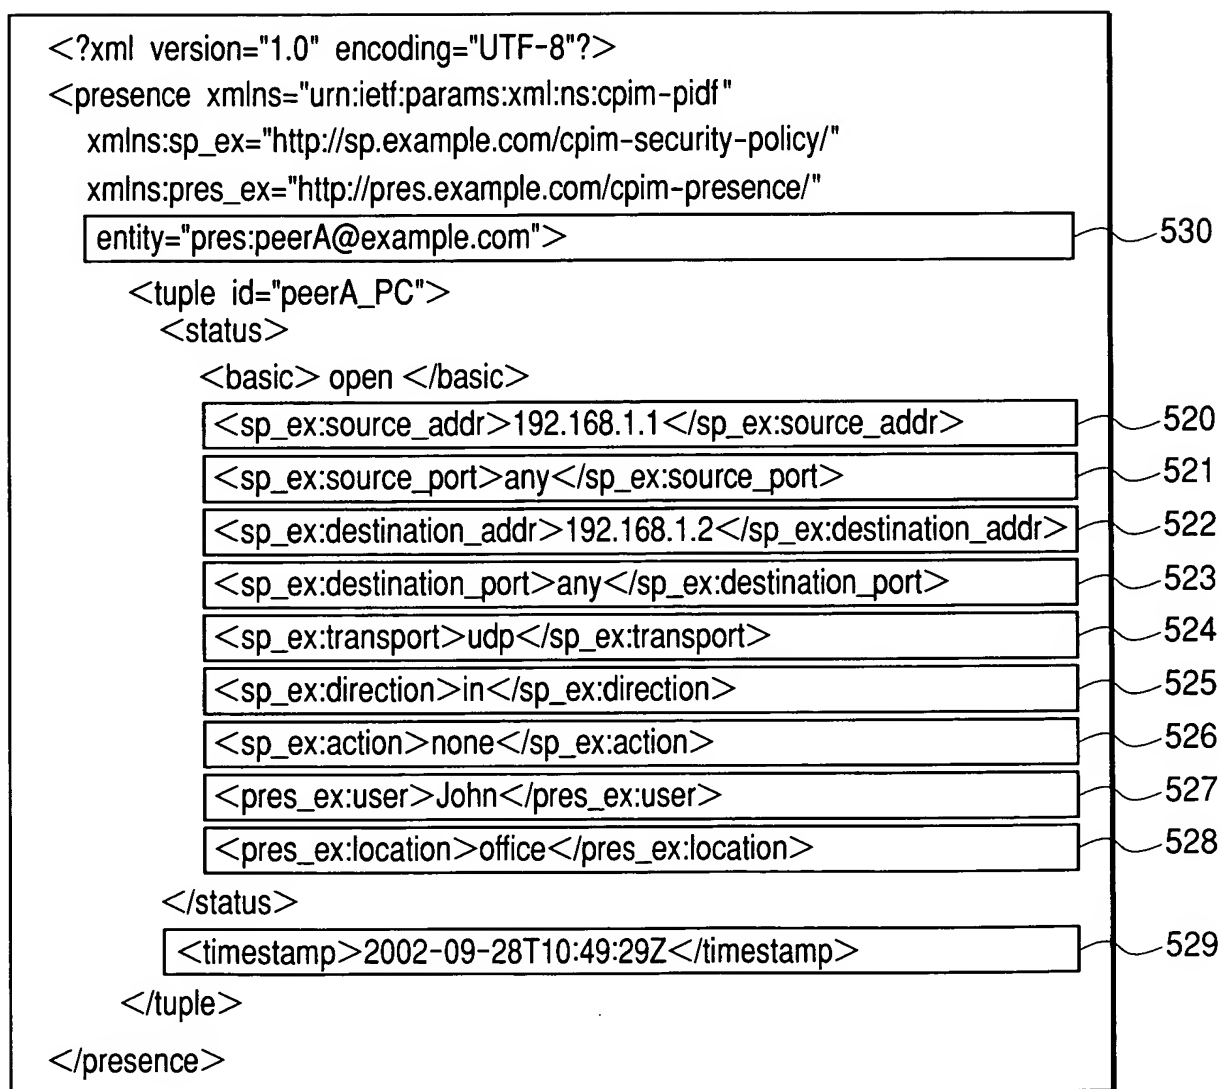 <?xml version="1.0" encoding="UTF-8"?>
<presence xmlns="urn:ietf:params:xml:ns:cpim-pidf"
xmlns:sp_ex="http://sp.example.com/cpim-security-policy/"
xmlns:pres_ex="http://pres.example.com/cpim-presence/"
entity="pres:peerA@example.com"> 530
<tuple id="peerA_PC">
<status>
<basic> open </basic>
<sp_ex:source_addr>192.168.1.1</sp_ex:source_addr> 520
<sp_ex:source_port>any</sp_ex:source_port> 521
<sp_ex:destination_addr>192.168.1.2</sp_ex:destination_addr> 522
<sp_ex:destination_port>any</sp_ex:destination_port> 523
<sp_ex:transport>udp</sp_ex:transport> 524
<sp_ex:direction>in</sp_ex:direction> 525
<sp_ex:action>none</sp_ex:action> 526
<pres_ex:user>John</pres_ex:user> 527
<pres_ex:location>office</pres_ex:location> 528
</status>
<timestamp>2002-09-28T10:49:29Z</timestamp> 529
</tuple>
</presence>